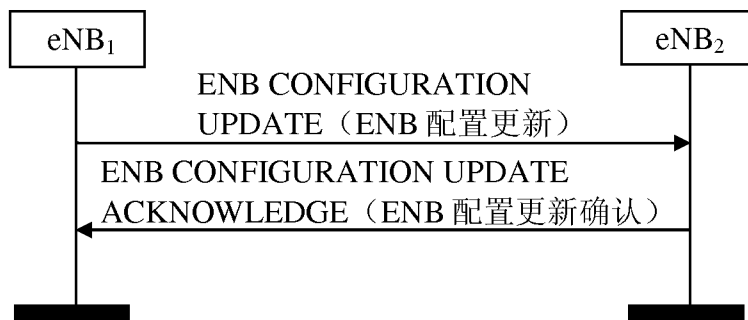 eNB₁
eNB₂
ENB CONFIGURATION
UPDATE（ENB 配置更新）
ENB CONFIGURATION UPDATE
ACKNOWLEDGE（ENB 配置更新确认）